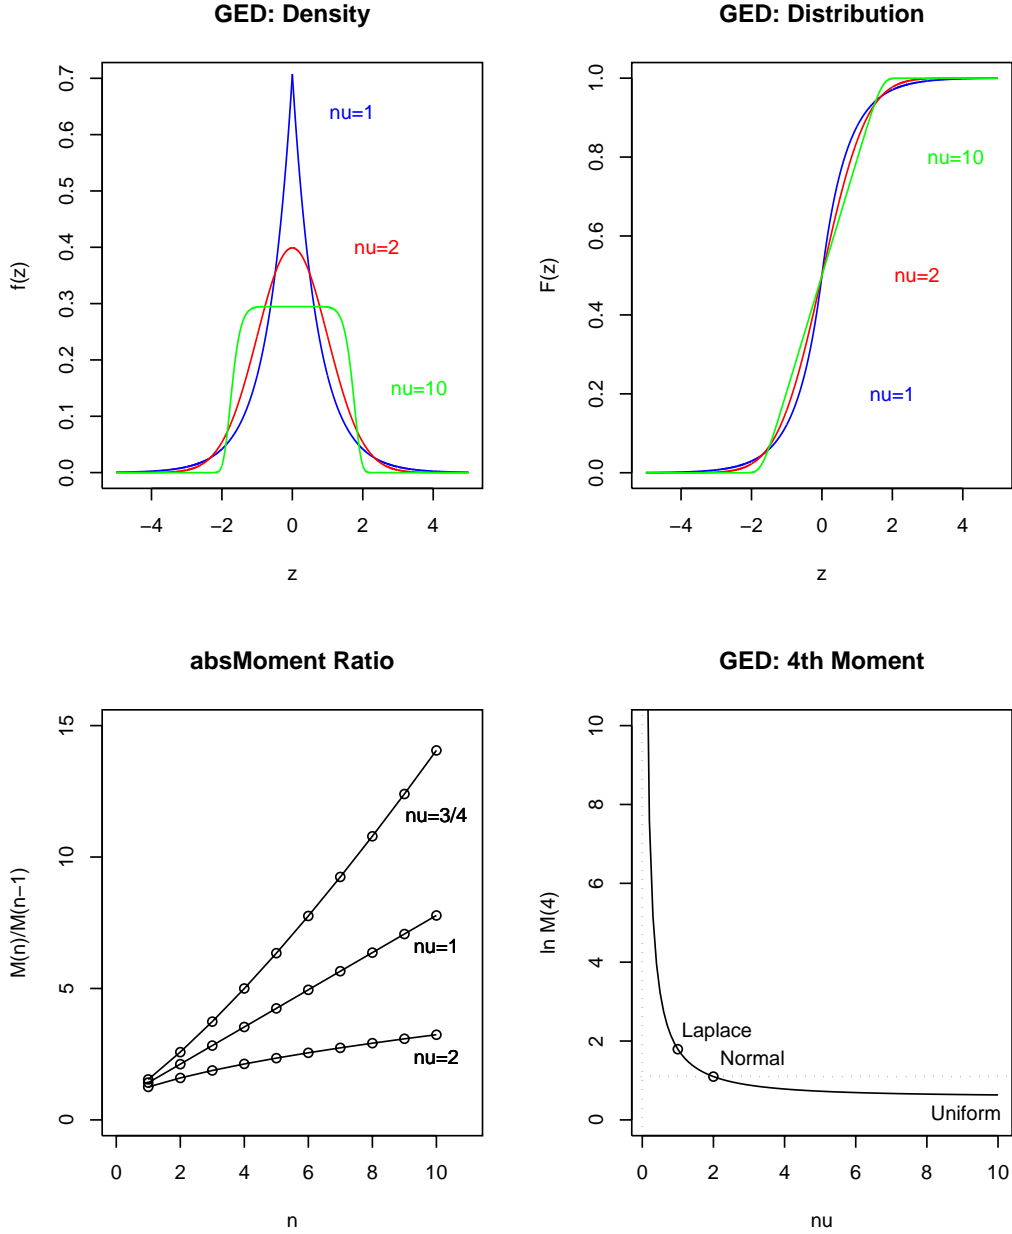 GED: Density
f(z)
0.0 0.1 0.2 0.3 0.4 0.5 0.6 0.7
nu=1
nu=2
nu=10
−4 −2 0 2 4
z
GED: Distribution
F(z)
0.0 0.2 0.4 0.6 0.8 1.0
nu=10
nu=2
nu=1
−4 −2 0 2 4
z
absMoment Ratio
M(n)/M(n−1)
0 5 10 15
nu=3/4
nu=1
nu=2
0 2 4 6 8 10
n
GED: 4th Moment
ln M(4)
0 2 4 6 8 10
Laplace
Normal
Uniform
0 2 4 6 8 10
nu